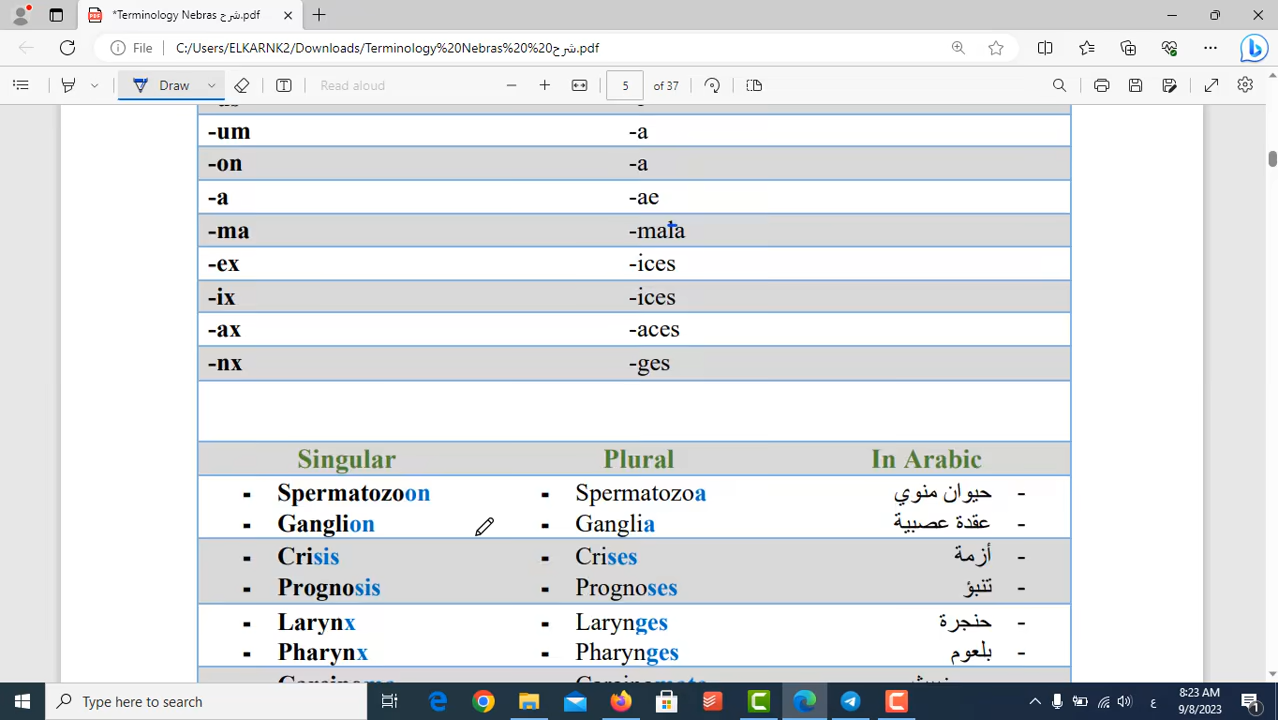 *Terminology Nebras شرح.pdf
File C:/Users/ELKARNK2/Downloads/Terminology%20Nebras%20%20شرح.pdf
Draw Read aloud 5 of 37
-um -a
-on -a
-a -ae
-ma -mala
-ex -ices
-ix -ices
-ax -aces
-nx -ges
Singular Plural In Arabic
- Spermatozoon - Spermatozoa - حيوان منوي
- Ganglion - Ganglia - عقدة عصبية
- Crisis - Crises - أزمة
- Prognosis - Prognoses - تنبؤ
- Larynx - Larynges - حنجرة
- Pharynx - Pharynges - بلعوم
Type here to search ع 8:23 AM
9/8/2023